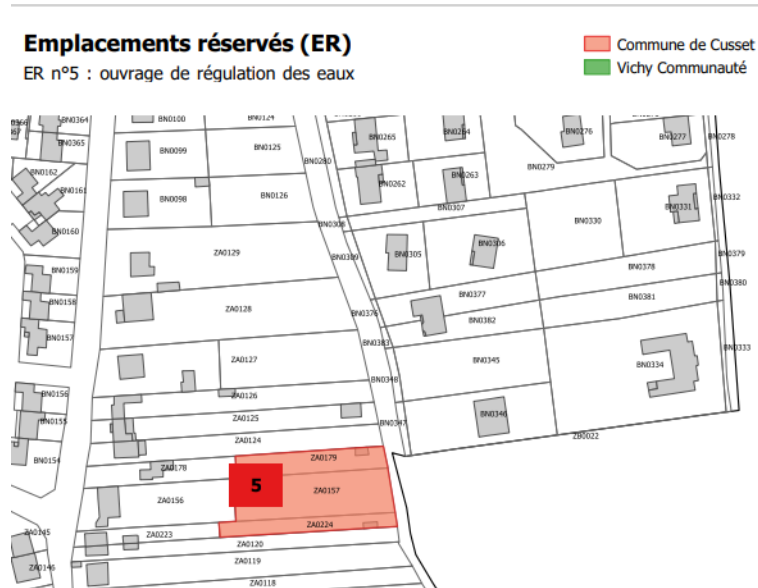 Emplacements réservés (ER)
Commune de Cusset
ER n°5 : ouvrage de régulation des eaux
Vichy Communauté
BN0364
BN0100
BN0124
BN0365
BN0265
BN0264
BN0276
BN0277
BN0278
BN0099
BN0125
BN0280
BN0279
BN0162
BN0161
BN0098
BN0126
BN0262
BN0263
BN0307
BN0331
BN0332
BN0160
BN0308
BN0330
ZA0129
BN0309
BN0305
BN0306
BN0379
BN0159
BN0378
BN0380
BN0158
ZA0128
BN0376
BN0377
BN0381
BN0382
BN0157
BN0383
BN0333
ZA0127
BN0345
BN0334
BN0348
BN0156
ZA0126
BN0155
ZA0125
BN0347
BN0346
ZA0124
ZB0022
BN0154
ZA0178
ZA0179
5
ZA0157
ZA0156
ZA0224
ZA0145
ZA0223
ZA0120
ZA0146
ZA0119
ZA0118